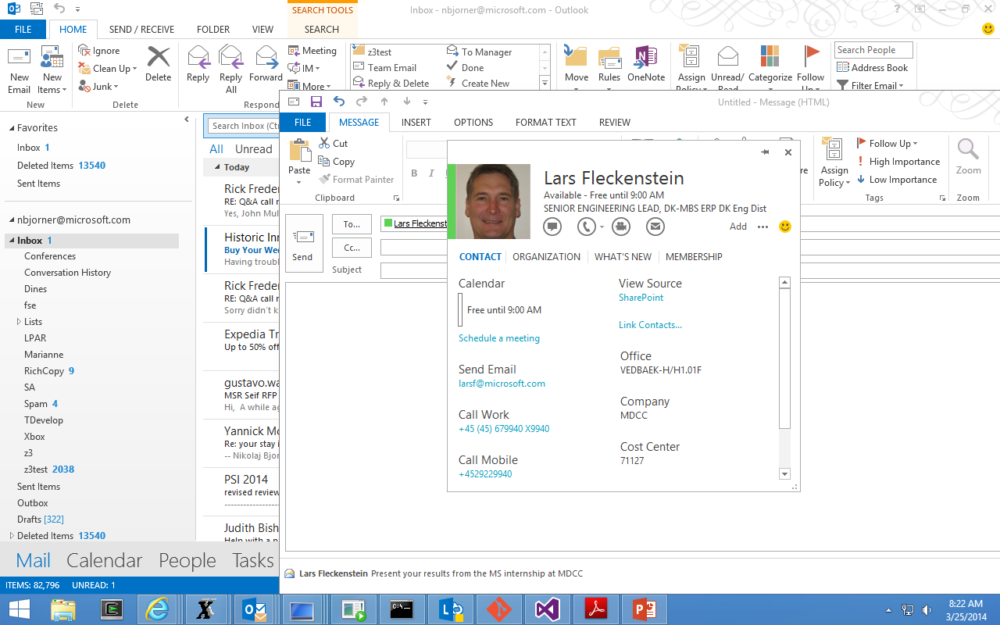 SEARCH TOOLS
Inbox - nbjorner@microsoft.com - Outlook
FILE HOME SEND / RECEIVE FOLDER VIEW SEARCH
New Email
New Items
New
Ignore
Clean Up
Junk
Delete
Delete
Reply
Reply All
Forward
Meeting
IM
More
Respond
z3test
Team Email
Reply & Delete
To Manager
Done
Create New
Move
Rules
OneNote
Assign Policy
Unread/ Read
Categorize
Follow Up
Search People
Address Book
Filter Email
Favorites
Inbox 1
Deleted Items 13540
Sent Items
nbjorner@microsoft.com
Inbox 1
Conferences
Conversation History
Dines
fse
Lists
LPAR
Marianne
RichCopy 9
SA
Spam 4
TDevelop
Xbox
z3
z3test 2038
Sent Items
Outbox
Drafts [322]
Deleted Items 13540
Search Inbox (Ctr
All Unread
Today
Rick Freder
RE: Q&A call r
Yes, John Mul
Historic Inn
Buy Your Wee
Having troubl
Rick Freder
RE: Q&A call r
Sorry didn't k
Expedia Tr
Up to 50% off
gustavo.wa
MSR Seif RFP
Hi, A while ag
Yannick Mo
Re: your stay i
-- Nikolaj Bjor
PSI 2014
revised review
Judith Bish
Help with a n
Untitled - Message (HTML)
FILE MESSAGE INSERT OPTIONS FORMAT TEXT REVIEW
Paste
Cut
Copy
Format Painter
Clipboard
B I
re
Assign Policy
Follow Up
High Importance
Low Importance
Tags
Zoom
Zoom
Send
To...
Lars Fleckenst
Cc...
Subject
Lars Fleckenstein
Available - Free until 9:00 AM
SENIOR ENGINEERING LEAD, DK-MBS ERP DK Eng Dist
Add
CONTACT ORGANIZATION WHAT'S NEW MEMBERSHIP
Calendar
Free until 9:00 AM
Schedule a meeting
Send Email
larsf@microsoft.com
Call Work
+45 (45) 679940 X9940
Call Mobile
+4529229940
View Source
SharePoint
Link Contacts...
Office
VEDBAEK-H/H1.01F
Company
MDCC
Cost Center
71127
Lars Fleckenstein Present your results from the MS internship at MDCC
Mail Calendar People Tasks
ITEMS: 82,796 UNREAD: 1
8:22 AM
3/25/2014